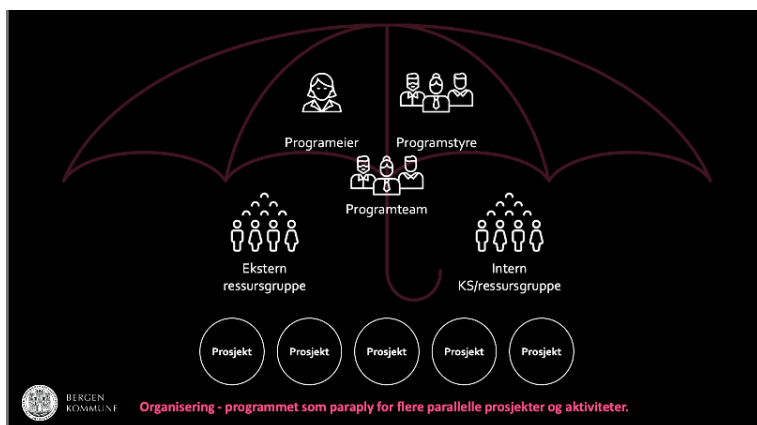 Programeier
Programstyre
Programteam
Ekstern
ressursgruppe
Intern
KS/ressursgruppe
Prosjekt
Prosjekt
Prosjekt
Prosjekt
Prosjekt
BERGEN
KOMMUNE
Organisering - programmet som paraply for flere parallelle prosjekter og aktiviteter.